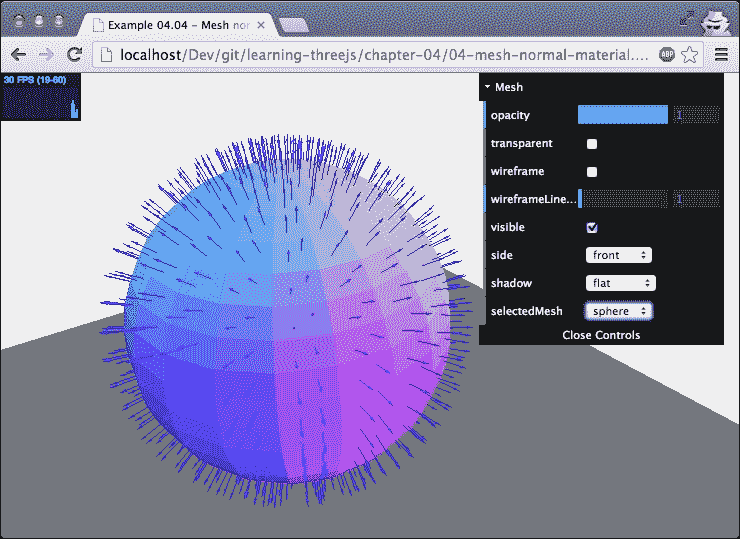 Example 04.04 - Mesh nor
localhost/Dev/git/learning-threejs/chapter-04/04-mesh-normal-material....
ABP
30 FPS (19-60)
Mesh
opacity
1
transparent
wireframe
wireframeLine...
1
visible
side
front
shadow
flat
selectedMesh
sphere
Close Controls